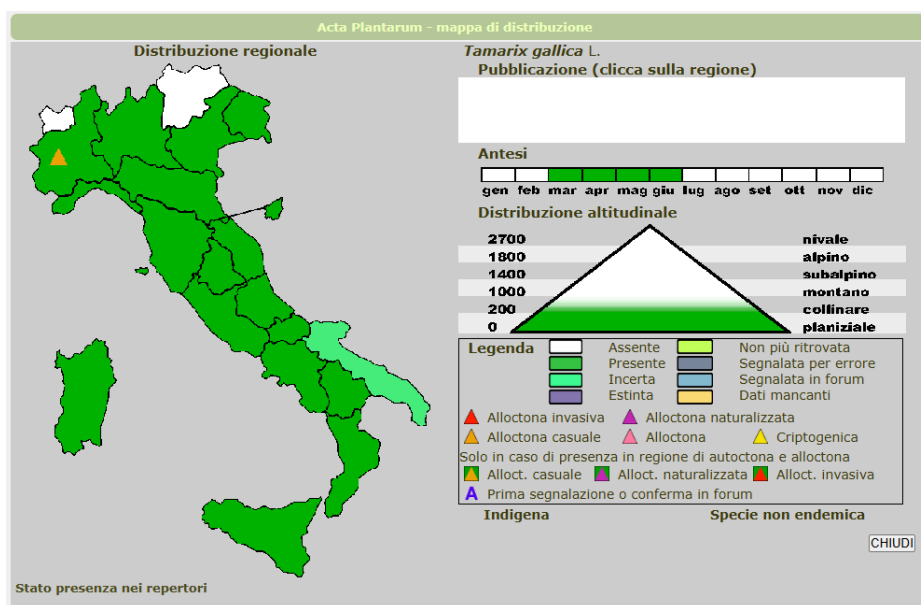 Acta Plantarum - mappa di distribuzione
Distribuzione regionale
Tamarix gallica L.
Pubblicazione (clicca sulla regione)
Antesi
gen feb mar apr mag giu lug ago set ott nov dic
Distribuzione altitudinale
2700 nivale
1800 alpino
1400 subalpino
1000 montano
200 collinare
0 planiziale
Legenda Assente Non più ritrovata
Presente Segnalata per errore
Incerta Segnalata in forum
Estinta Dati mancanti
Alloctona invasiva Alloctona naturalizzata
Alloctona casuale Alloctona Criptogenica
Solo in caso di presenza in regione di autoctona e alloctona
Alloct. casuale Alloct. naturalizzata Alloct. invasiva
A Prima segnalazione o conferma in forum
Indigena Specie non endemica
CHIUDI
Stato presenza nei repertori